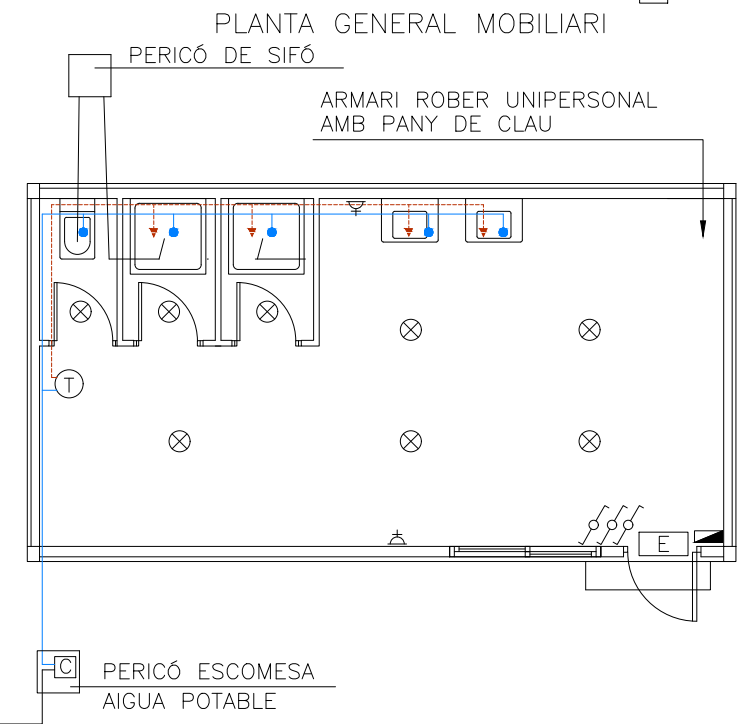 PLANTA GENERAL MOBILIARI
PERICÓ DE SIFÓ
ARMARI ROBER UNIPERSONAL
AMB PANY DE CLAU
T
E
C
PERICÓ ESCOMESA
AIGUA POTABLE